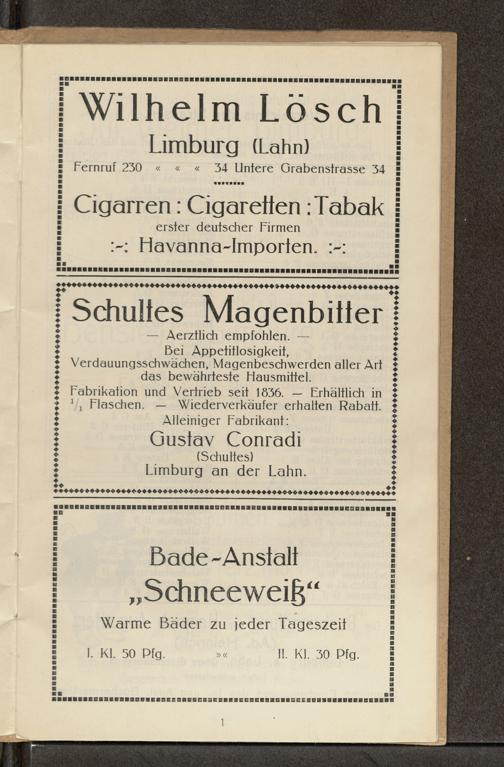 Wilhelm Lösch
Limburg (Lahn)
Fernruf 230 « « « 34 Untere Grabenstrasse 34
Cigarren : Cigaretten : Tabak
erster deutscher Firmen
:-: Havanna-Importen. :-:
Schultes Magenbitter
— Aerztlich empfohlen. —
Bei Appetitlosigkeit,
Verdauungsschwächen, Magenbeschwerden aller Art
das bewährteste Hausmittel.
Fabrikation und Vertrieb seit 1836. — Erhältlich in
1/1 Flaschen. — Wiederverkäufer erhalten Rabatt.
Alleiniger Fabrikant:
Gustav Conradi
(Schultes)
Limburg an der Lahn.
Bade-Anstalt
„Schneeweiß“
Warme Bäder zu jeder Tageszeit
I. Kl. 50 Pfg. »« II. Kl. 30 Pfg.
1